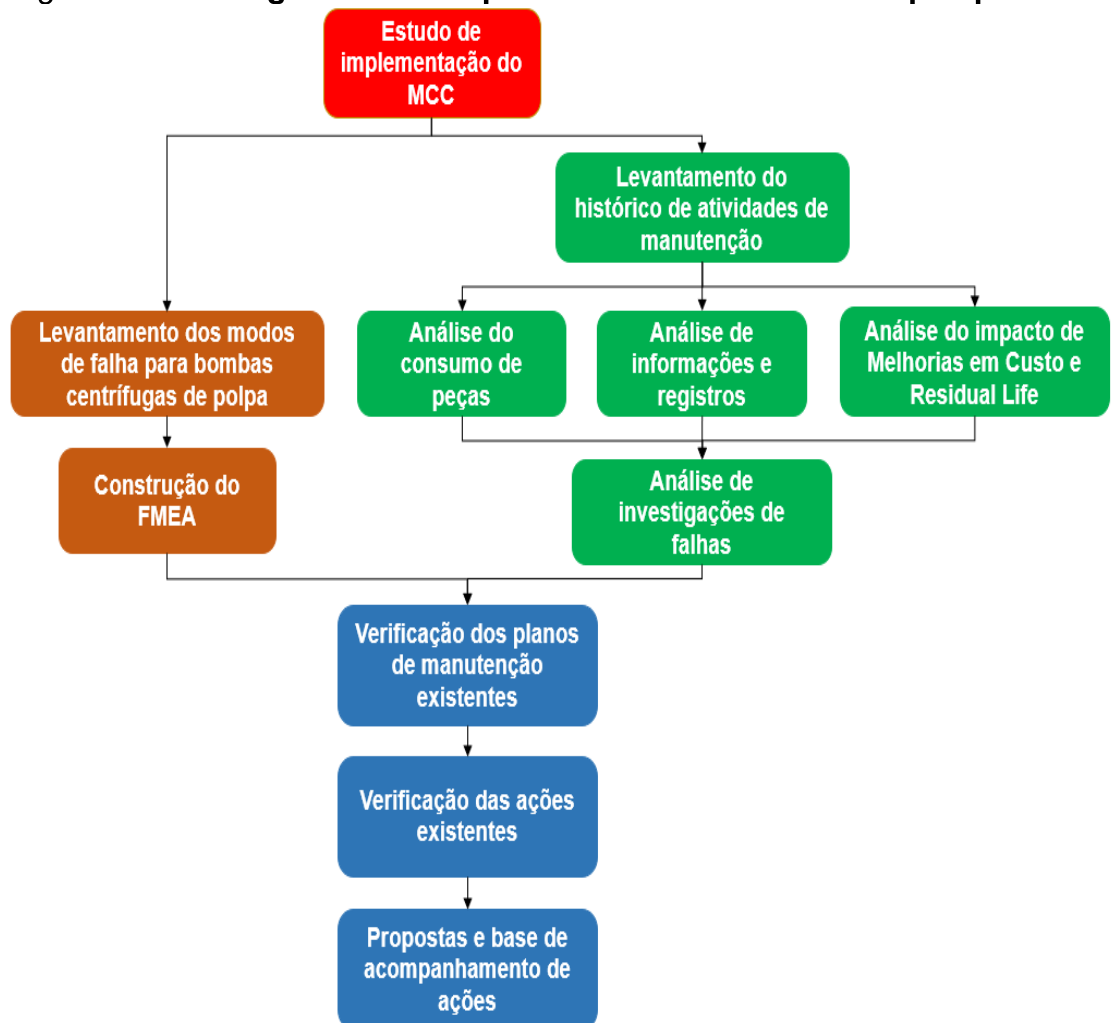 Estudo de
implementação do
MCC
Levantamento do
histórico de atividades de
manutenção
Levantamento dos modos
de falha para bombas
centrífugas de polpa
Análise do
consumo de
peças
Análise de
informações e
registros
Análise do impacto de
Melhorias em Custo e
Residual Life
Construção do
FMEA
Análise de
investigações de
falhas
Verificação dos planos
de manutenção
existentes
Verificação das ações
existentes
Propostas e base de
acompanhamento de
ações